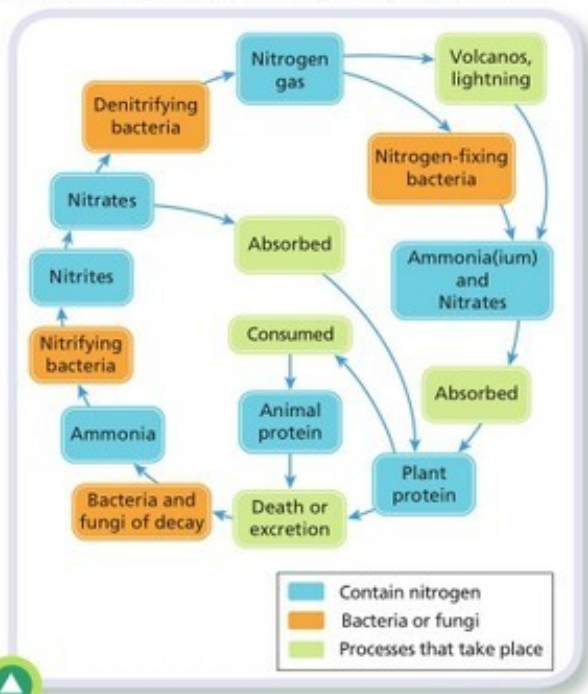 Nitrogen
gas
Volcanos,
lightning
Denitrifying
bacteria
Nitrogen-fixing
bacteria
Nitrates
Absorbed
Ammonia(ium)
and
Nitrates
Nitrites
Consumed
Nitrifying
bacteria
Absorbed
Animal
protein
Ammonia
Plant
protein
Bacteria and
fungi of decay
Death or
excretion
Contain nitrogen
Bacteria or fungi
Processes that take place